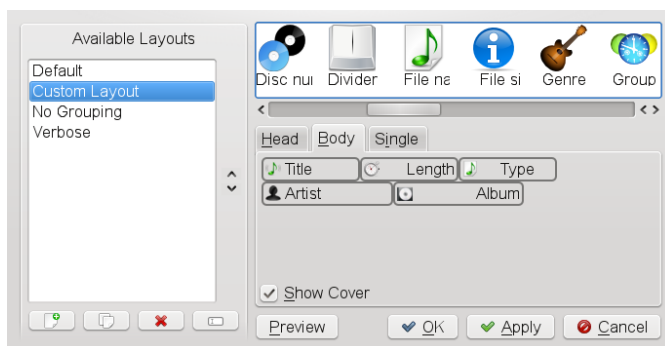 Available Layouts
Default
Custom Layout
No Grouping
Verbose
Disc nu Divider File na File si Genre Group
Head Body Single
Title Length Type
Artist Album
Show Cover
Preview OK Apply Cancel